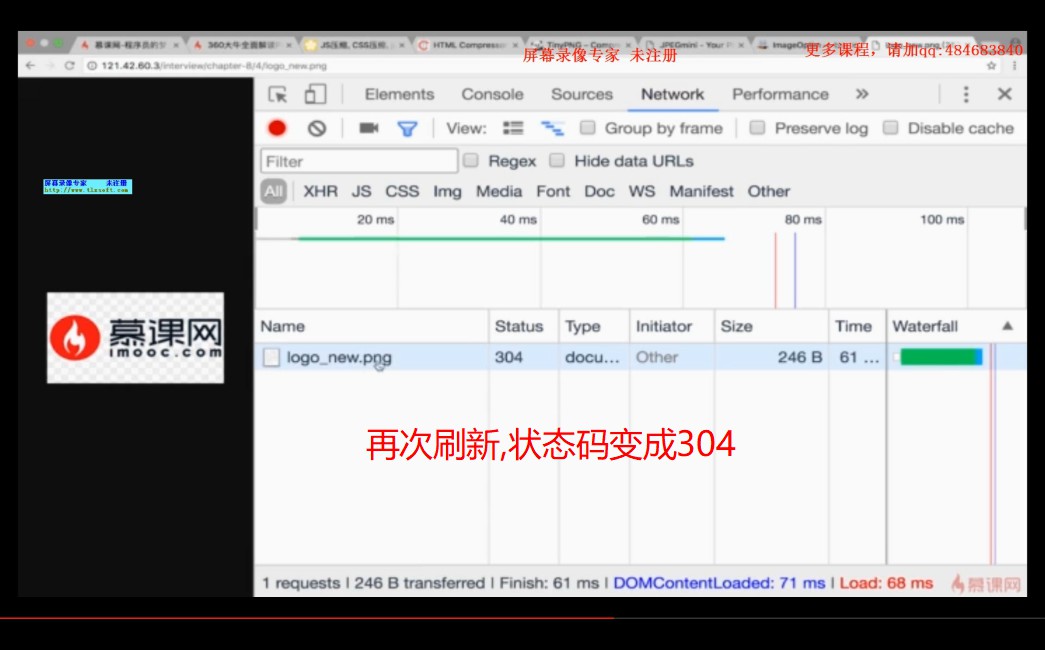 慕课网-程序员的梦
360大牛全面解读
JS压缩, CSS压缩,
HTML Compress
TinyPNG – Comp
JPEGmini - Your P
ImageOp
屏幕录像专家 未注册
更多课程，请加qq:484683840
121.42.60.3/interview/chapter-8/4/logo_new.png
Elements Console Sources Network Performance »
View: Group by frame Preserve log Disable cache
Filter Regex Hide data URLs
All XHR JS CSS Img Media Font Doc WS Manifest Other
屏幕录像专家 未注册
http://www.tlxsoft.com
20 ms 40 ms 60 ms 80 ms 100 ms
慕课网
imooc.com
Name Status Type Initiator Size Time Waterfall
logo_new.png 304 docu... Other 246 B 61 ...
再次刷新,状态码变成304
1 requests | 246 B transferred | Finish: 61 ms | DOMContentLoaded: 71 ms | Load: 68 ms
慕课网